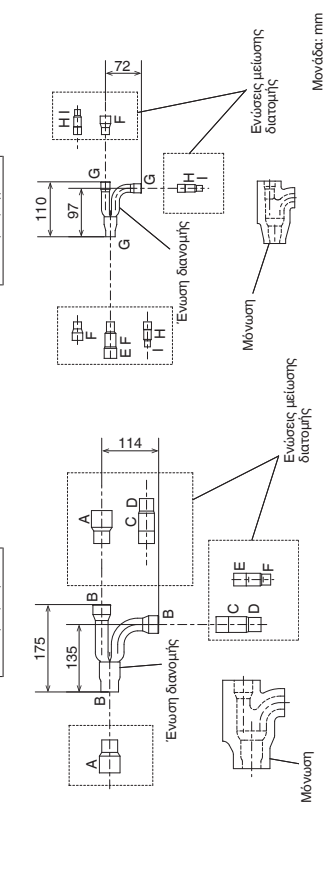 175
135
114
B
B
B
A
A
C D
C
D
E
F
Ένωση διανομής
Ενώσεις μείωσης
διατομής
Μόνωση
110
97
72
G
G
G
F
E F
I H
H I
F
H
I
Ένωση διανομής
Ενώσεις μείωσης
διατομής
Μόνωση
Μονάδα: mm